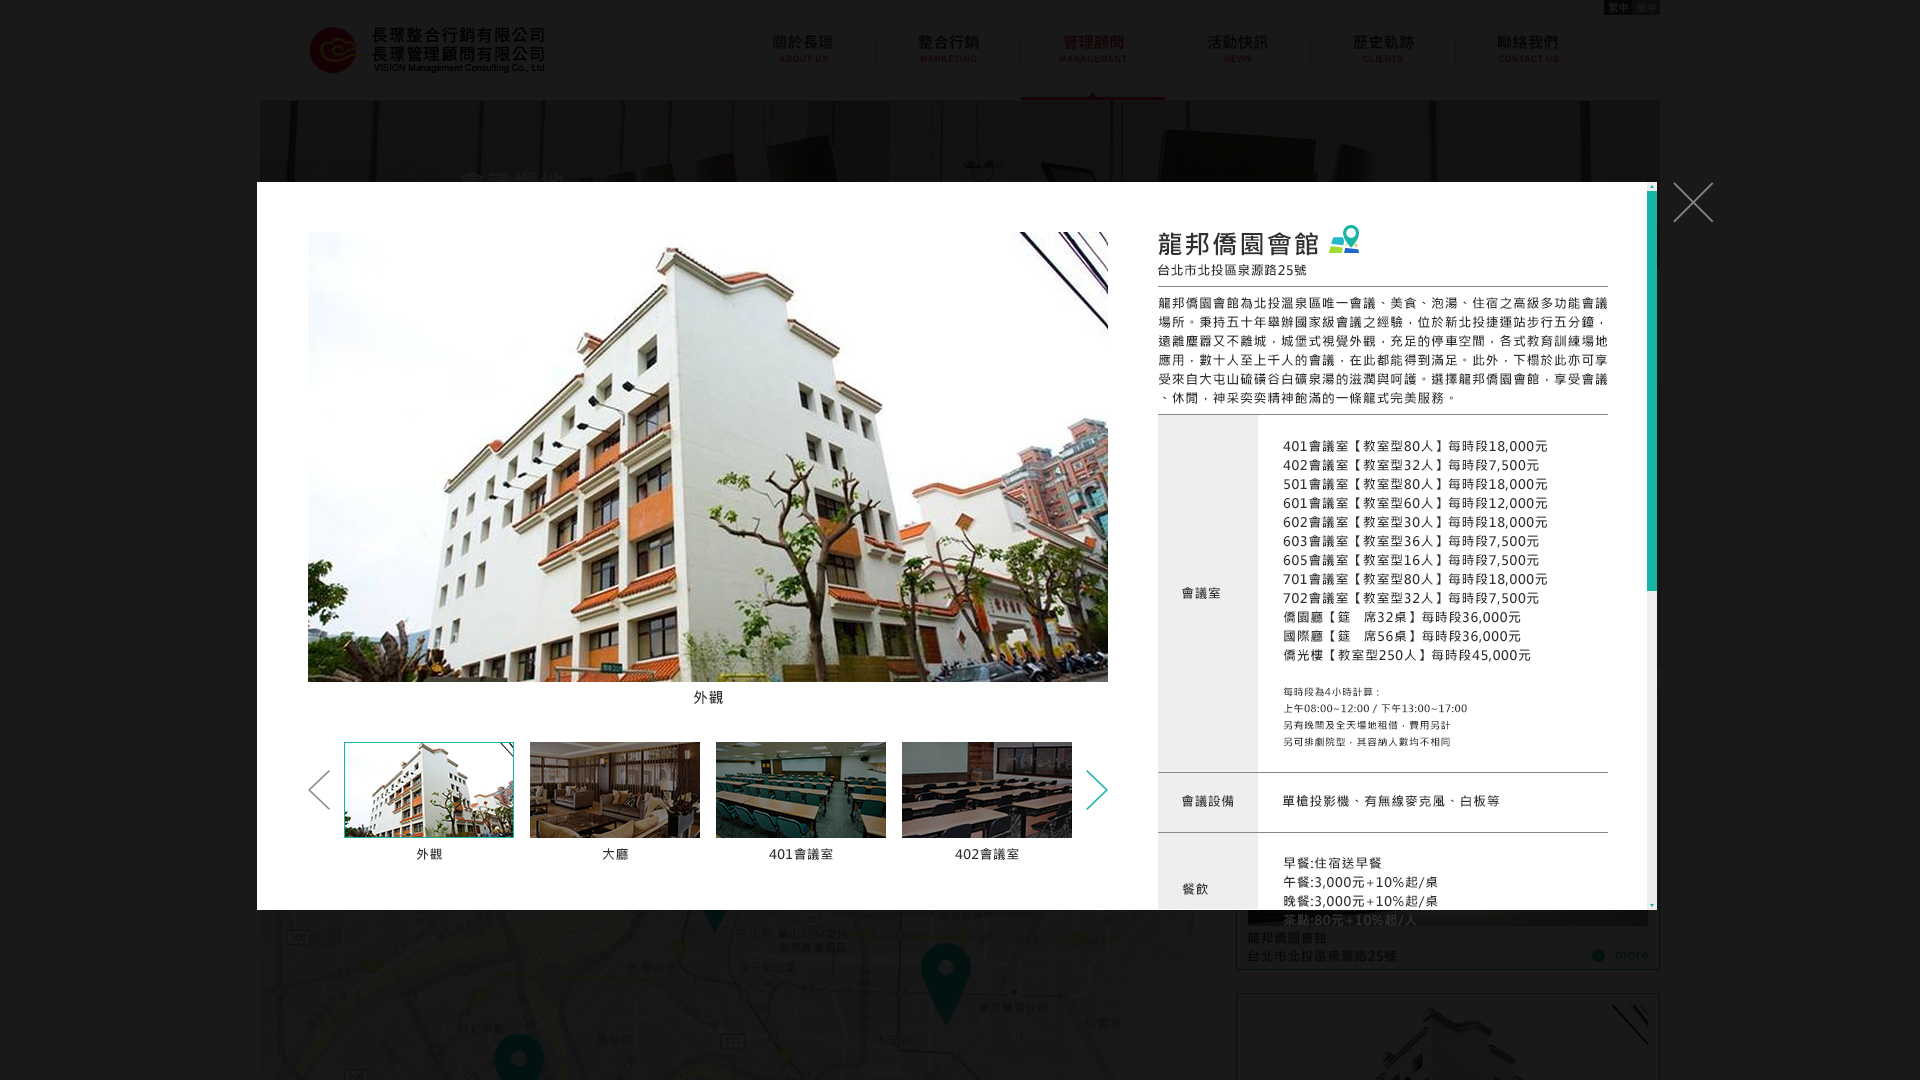 繁中 簡中
長璟整合行銷有限公司
長璟管理顧問有限公司
VISION Management Consulting Co., Ltd.
關於長璟
ABOUT US
整合行銷
MARKETING
管理顧問
MANAGEMENT
活動快訊
NEWS
歷史軌跡
CLIENTS
聯絡我們
CONTACT US
龍邦僑園會館
台北市北投區泉源路25號
龍邦僑園會館為北投溫泉區唯一會議、美食、泡湯、住宿之高級多功能會議
場所。秉持五十年舉辦國家級會議之經驗，位於新北投捷運站步行五分鐘，
遠離塵囂又不離城，城堡式視覺外觀，充足的停車空間，各式教育訓練場地
應用，數十人至上千人的會議，在此都能得到滿足。此外，下榻於此亦可享
受來自大屯山硫磺谷白礦泉湯的滋潤與呵護。選擇龍邦僑園會館，享受會議
、休閒，神采奕奕精神飽滿的一條龍式完美服務。
會議室
401會議室【教室型80人】每時段18,000元
402會議室【教室型32人】每時段7,500元
501會議室【教室型80人】每時段18,000元
601會議室【教室型60人】每時段12,000元
602會議室【教室型30人】每時段18,000元
603會議室【教室型36人】每時段7,500元
605會議室【教室型16人】每時段7,500元
701會議室【教室型80人】每時段18,000元
702會議室【教室型32人】每時段7,500元
僑園廳【筵　席32桌】每時段36,000元
國際廳【筵　席56桌】每時段36,000元
僑光樓【教室型250人】每時段45,000元
每時段為4小時計算：
上午08:00~12:00 / 下午13:00~17:00
另有晚間及全天場地租借，費用另計
另可排劇院型，其容納人數均不相同
會議設備
單槍投影機、有無線麥克風、白板等
餐飲
早餐:住宿送早餐
午餐:3,000元+10%起/桌
晚餐:3,000元+10%起/桌
茶點:80元+10%起/人
外觀
外觀
大廳
401會議室
402會議室
龍邦僑園會館
台北市北投區泉源路25號
more